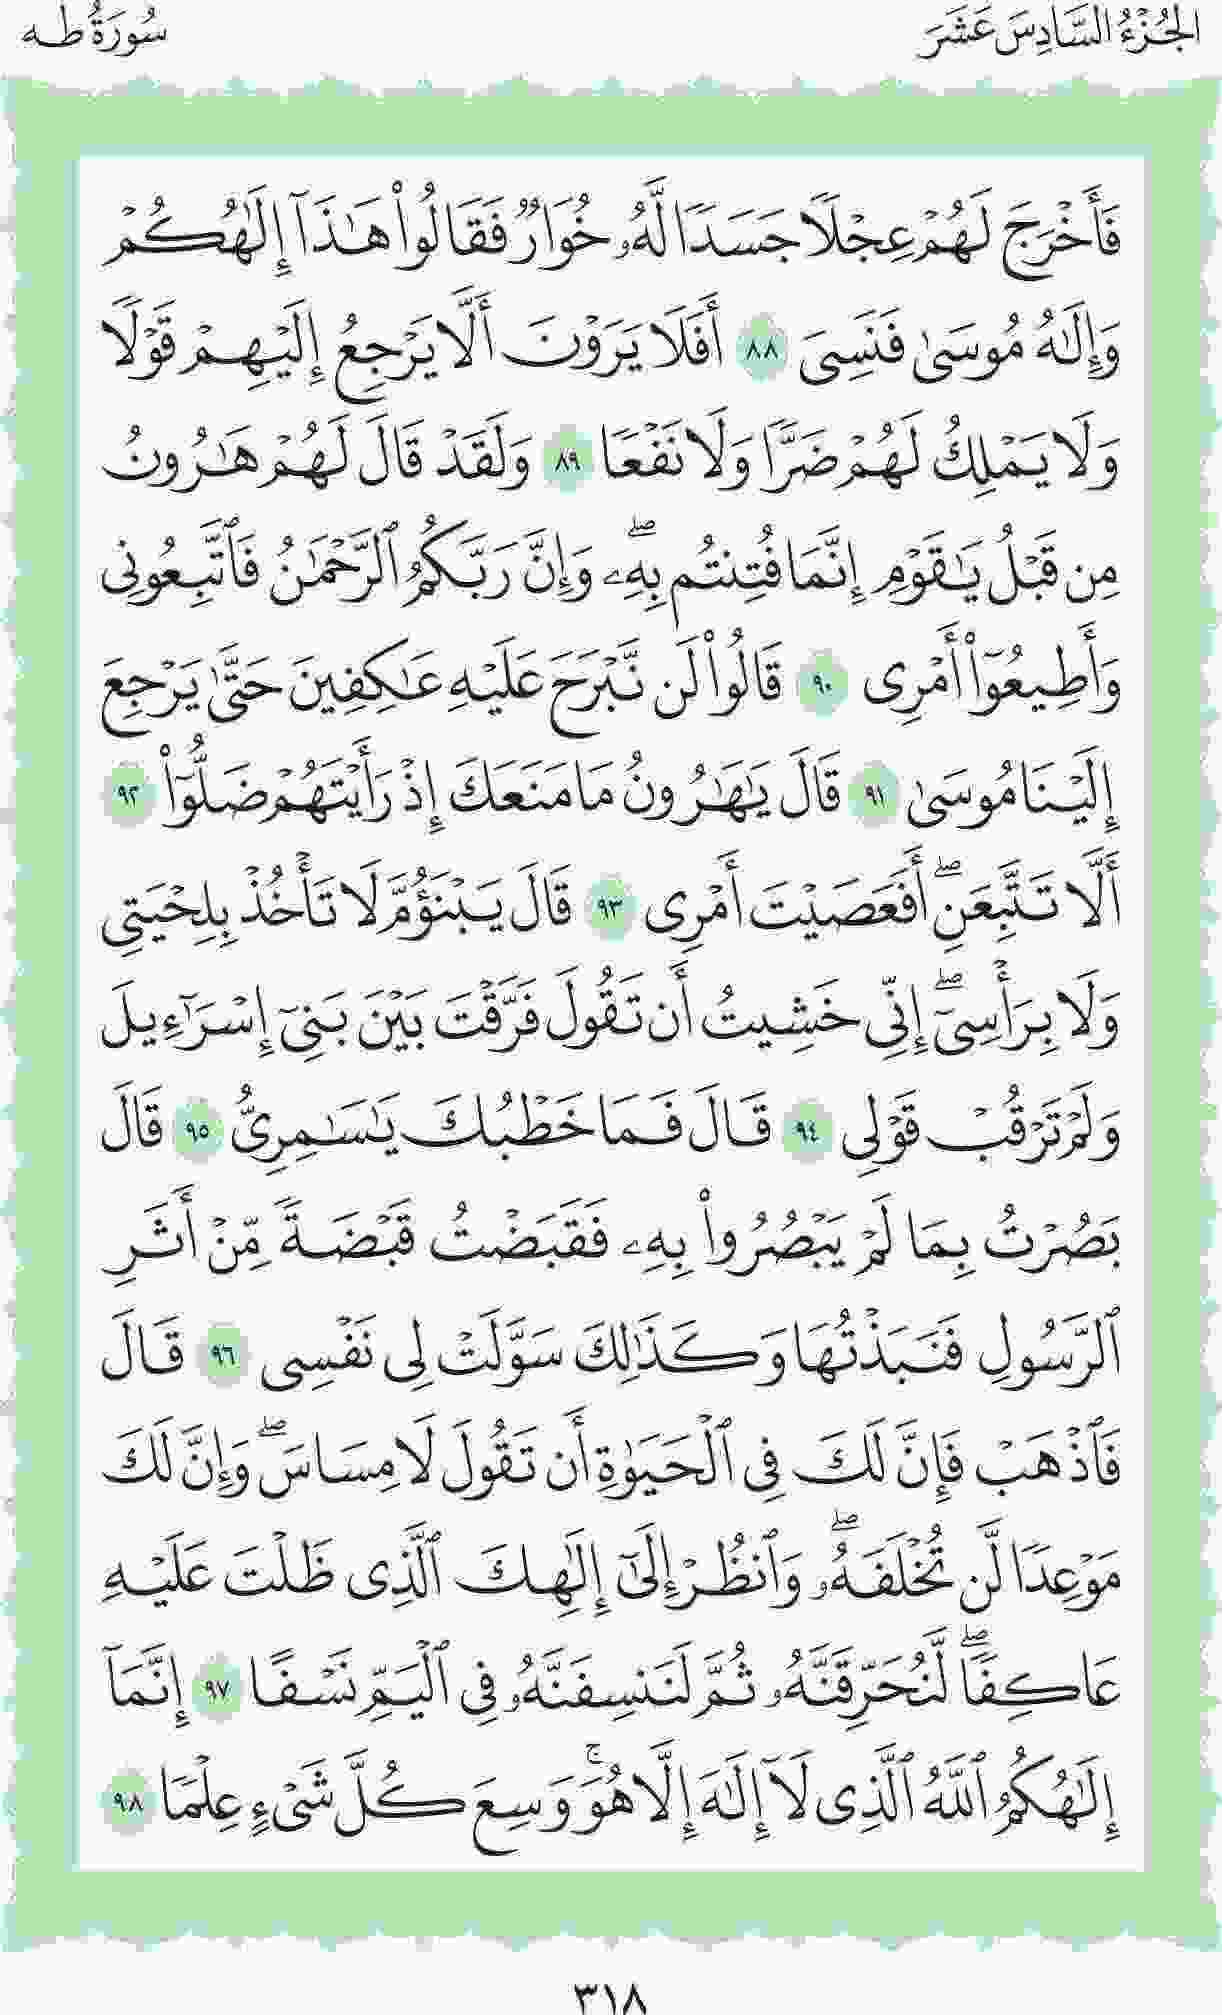 الجُزْءُ السَّادِسَ عَشَرَ
سُورَةُ طه
فَأَخْرَجَ لَهُمْ عِجْلًا جَسَدًا لَّهُۥ خُوَارٌ فَقَالُوا۟ هَـٰذَآ إِلَـٰهُكُمْ
وَإِلَـٰهُ مُوسَىٰ فَنَسِىَ ٨٨ أَفَلَا يَرَوْنَ أَلَّا يَرْجِعُ إِلَيْهِمْ قَوْلًا
وَلَا يَمْلِكُ لَهُمْ ضَرًّا وَلَا نَفْعًا ٨٩ وَلَقَدْ قَالَ لَهُمْ هَـٰرُونُ
مِن قَبْلُ يَـٰقَوْمِ إِنَّمَا فُتِنتُم بِهِۦۖ وَإِنَّ رَبَّكُمُ ٱلرَّحْمَـٰنُ فَٱتَّبِعُونِى
وَأَطِيعُوٓا۟ أَمْرِى ٩٠ قَالُوا۟ لَن نَّبْرَحَ عَلَيْهِ عَـٰكِفِينَ حَتَّىٰ يَرْجِعَ
إِلَيْنَا مُوسَىٰ ٩١ قَالَ يَـٰهَـٰرُونُ مَا مَنَعَكَ إِذْ رَأَيْتَهُمْ ضَلُّوٓا۟ ٩٢
أَلَّا تَتَّبِعَنِۖ أَفَعَصَيْتَ أَمْرِى ٩٣ قَالَ يَبْنَؤُمَّ لَا تَأْخُذْ بِلِحْيَتِى
وَلَا بِرَأْسِىٓۖ إِنِّى خَشِيتُ أَن تَقُولَ فَرَّقْتَ بَيْنَ بَنِىٓ إِسْرَٰٓءِيلَ
وَلَمْ تَرْقُبْ قَوْلِى ٩٤ قَالَ فَمَا خَطْبُكَ يَـٰسَـٰمِرِىُّ ٩٥ قَالَ
بَصُرْتُ بِمَا لَمْ يَبْصُرُوا۟ بِهِۦ فَقَبَضْتُ قَبْضَةً مِّنْ أَثَرِ
ٱلرَّسُولِ فَنَبَذْتُهَا وَكَذَٰلِكَ سَوَّلَتْ لِى نَفْسِى ٩٦ قَالَ
فَٱذْهَبْ فَإِنَّ لَكَ فِى ٱلْحَيَوٰةِ أَن تَقُولَ لَا مِسَاسَۖ وَإِنَّ لَكَ
مَوْعِدًا لَّن تُخْلَفَهُۥۖ وَٱنظُرْ إِلَىٰٓ إِلَـٰهِكَ ٱلَّذِى ظَلْتَ عَلَيْهِ
عَاكِفًاۖ لَّنُحَرِّقَنَّهُۥ ثُمَّ لَنَنسِفَنَّهُۥ فِى ٱلْيَمِّ نَسْفًا ٩٧ إِنَّمَآ
إِلَـٰهُكُمُ ٱللَّهُ ٱلَّذِى لَآ إِلَـٰهَ إِلَّا هُوَۚ وَسِعَ كُلَّ شَىْءٍ عِلْمًا ٩٨
٣١٨